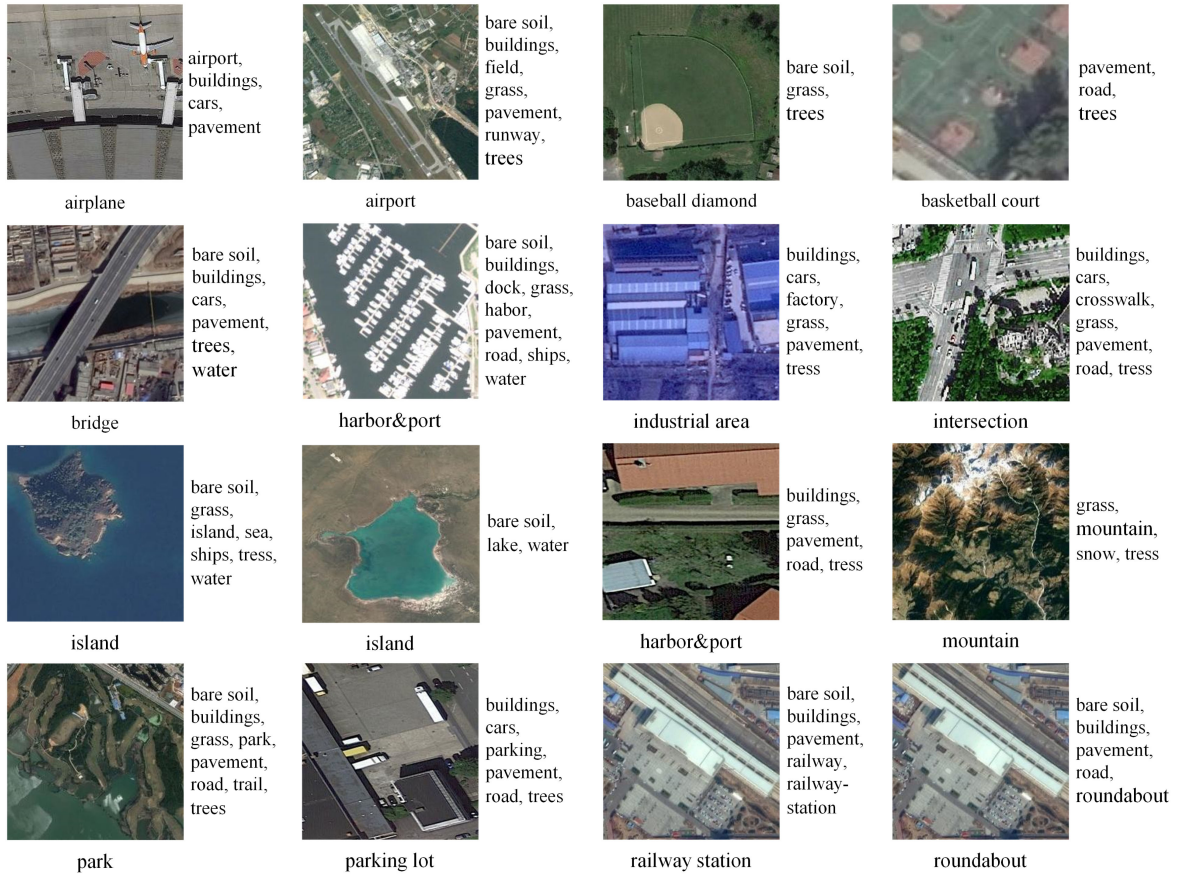 airport,
buildings,
cars,
pavement
airplane
bare soil,
buildings,
field,
grass,
pavement,
runway,
trees
airport
bare soil,
grass,
trees
baseball diamond
pavement,
road,
trees
basketball court
bare soil,
buildings,
cars,
pavement,
trees,
water
bridge
bare soil,
buildings,
dock, grass,
habor,
pavement,
road, ships,
water
harbor&port
buildings,
cars,
factory,
grass,
pavement,
tress
industrial area
buildings,
cars,
crosswalk,
grass,
pavement,
road, tress
intersection
bare soil,
grass,
island, sea,
ships, tress,
water
island
bare soil,
lake, water
island
buildings,
grass,
pavement,
road, tress
harbor&port
grass,
mountain,
snow, tress
mountain
bare soil,
buildings,
grass, park,
pavement,
road, trail,
trees
park
buildings,
cars,
parking,
pavement,
road, trees
parking lot
bare soil,
buildings,
pavement,
railway,
railway-
station
railway station
bare soil,
buildings,
pavement,
road,
roundabout
roundabout